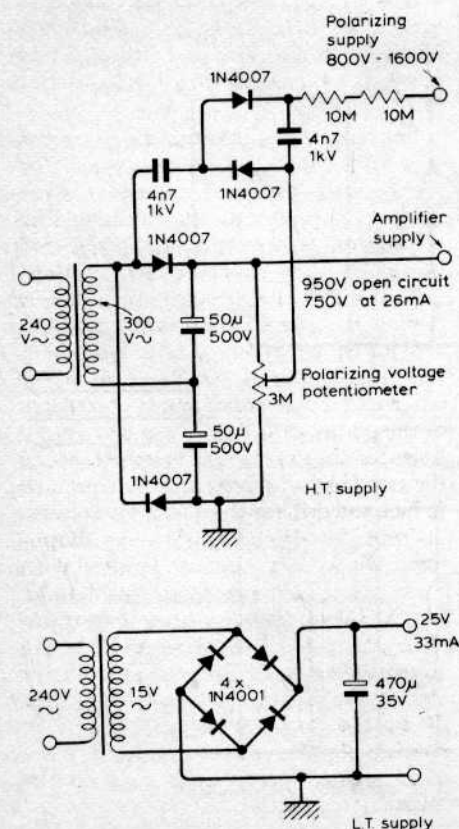 Polarizing
supply
800V - 1600V
1N4007
10M
10M
4n7
1kV
4n7
1kV
1N4007
1N4007
Amplifier
supply
950V open circuit
750V at 26mA
240
V~
300
V~
50µ
500V
Polarizing voltage
potentiometer
3M
50µ
500V
1N4007
H.T. supply
25V
33mA
240V
~
15V
~
4 x
1N4001
470µ
35V
L.T. supply